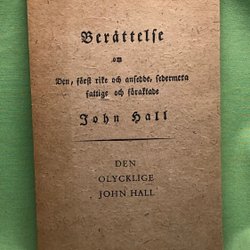 Berättelse
om
Den, först rike och ansedde, sedermera
fattige och föraktade
John Hall
DEN
OLYCKLIGE
JOHN HALL